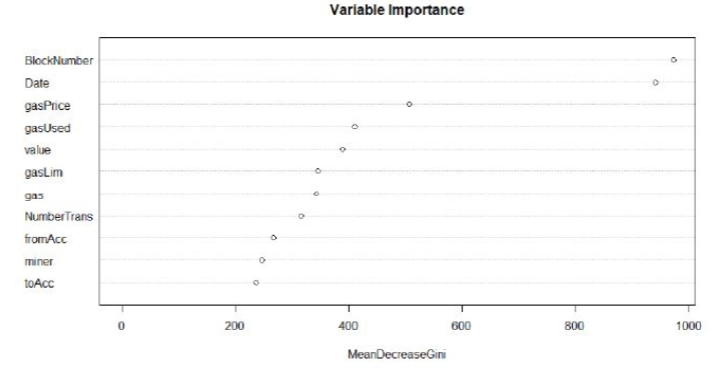 Variable Importance
BlockNumber
Date
gasPrice
gasUsed
value
gasLim
gas
NumberTrans
fromAcc
miner
toAcc
0 200 400 600 800 1000
MeanDecreaseGini